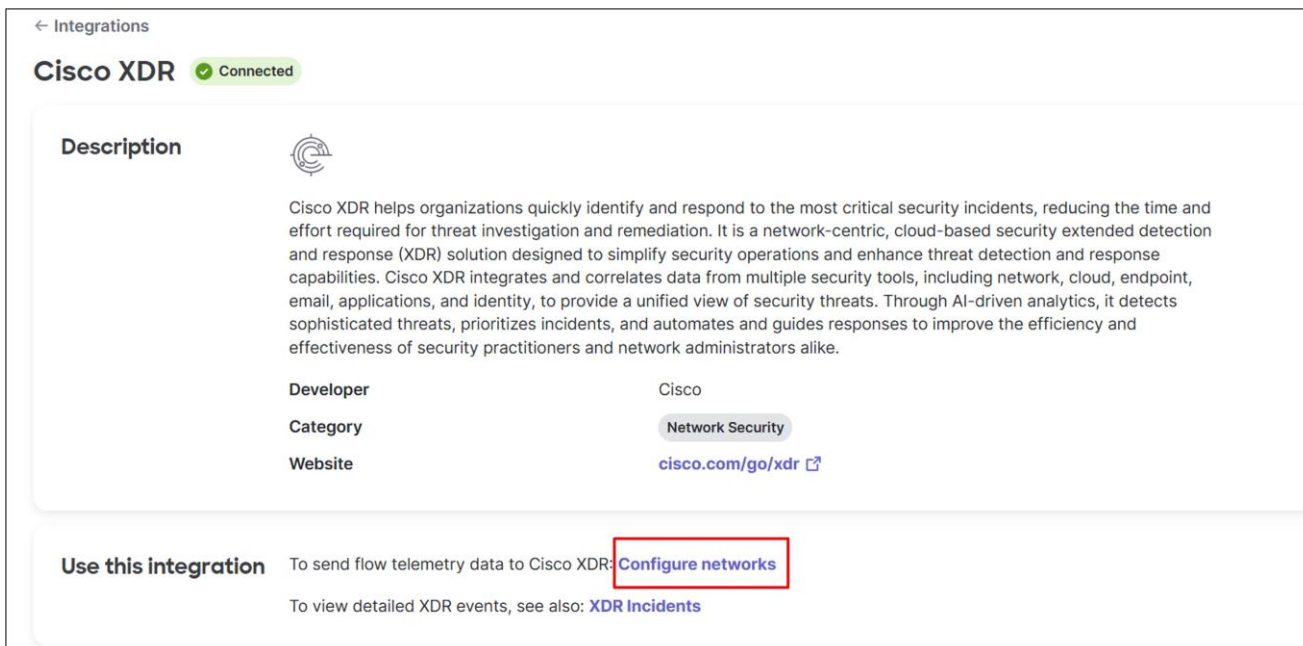 ← Integrations
Cisco XDR Connected
Description
Cisco XDR helps organizations quickly identify and respond to the most critical security incidents, reducing the time and
effort required for threat investigation and remediation. It is a network-centric, cloud-based security extended detection
and response (XDR) solution designed to simplify security operations and enhance threat detection and response
capabilities. Cisco XDR integrates and correlates data from multiple security tools, including network, cloud, endpoint,
email, applications, and identity, to provide a unified view of security threats. Through AI-driven analytics, it detects
sophisticated threats, prioritizes incidents, and automates and guides responses to improve the efficiency and
effectiveness of security practitioners and network administrators alike.
Developer Cisco
Category Network Security
Website cisco.com/go/xdr
Use this integration To send flow telemetry data to Cisco XDR: Configure networks
To view detailed XDR events, see also: XDR Incidents